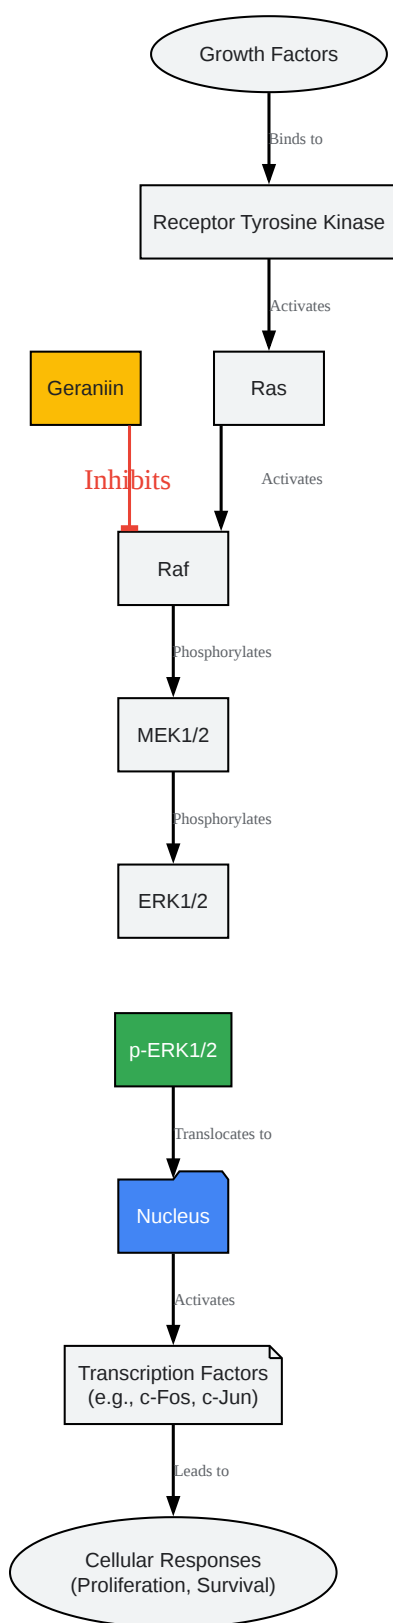 Growth Factors
Binds to
Receptor Tyrosine Kinase
Activates
Geraniin
Ras
Inhibits
Activates
Raf
Phosphorylates
MEK1/2
Phosphorylates
ERK1/2
p-ERK1/2
Translocates to
Nucleus
Activates
Transcription Factors
(e.g., c-Fos, c-Jun)
Leads to
Cellular Responses
(Proliferation, Survival)